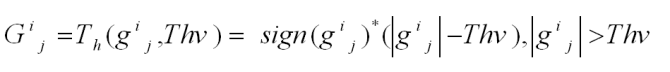 G^i_j = T_h(g^i_j, Thv) = sign(g^i_j)^*(|g^i_j| − Thv), |g^i_j| > Thv